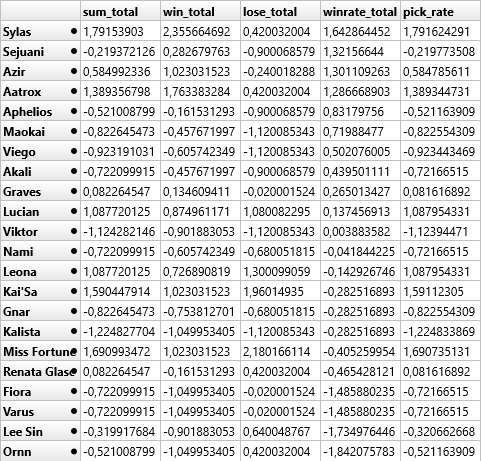 sum_total win_total lose_total winrate_total pick_rate
Sylas 1,79153903 2,355664692 0,420032004 1,642864452 1,791624291
Sejuani -0,219372126 0,282679763 -0,900068579 1,32156644 -0,219773508
Azir 0,584992336 1,023031523 -0,240018288 1,301109263 0,584785611
Aatrox 1,389356798 1,763383284 0,420032004 1,286668903 1,389344731
Aphelios -0,521008799 -0,161531293 -0,900068579 0,83179756 -0,521163909
Maokai -0,822645473 -0,457671997 -1,120085343 0,71988477 -0,822554309
Viego -0,923191031 -0,605742349 -1,120085343 0,502076005 -0,923443469
Akali -0,722099915 -0,457671997 -0,900068579 0,439501111 -0,72166515
Graves 0,082264547 0,134609411 -0,020001524 0,265013427 0,081616892
Lucian 1,087720125 0,874961171 1,080082295 0,137456913 1,087954331
Viktor -1,124282146 -0,901883053 -1,120085343 0,003883582 -1,12394471
Nami -0,722099915 -0,605742349 -0,680051815 -0,041844225 -0,72166515
Leona 1,087720125 0,726890819 1,300099059 -0,142926746 1,087954331
Kai'Sa 1,590447914 1,023031523 1,96014935 -0,282516893 1,59112305
Gnar -0,822645473 -0,753812701 -0,680051815 -0,282516893 -0,822554309
Kalista -1,224827704 -1,049953405 -1,120085343 -0,282516893 -1,224833869
Miss Fortune 1,690993472 1,023031523 2,180166114 -0,405259954 1,690735131
Renata Glasc 0,082264547 -0,161531293 0,420032004 -0,465428121 0,081616892
Fiora -0,722099915 -1,049953405 -0,020001524 -1,485880235 -0,72166515
Varus -0,722099915 -1,049953405 -0,020001524 -1,485880235 -0,72166515
Lee Sin -0,319917684 -0,901883053 0,640048767 -1,734976446 -0,320662668
Ornn -0,521008799 -1,049953405 0,420032004 -1,842075783 -0,521163909